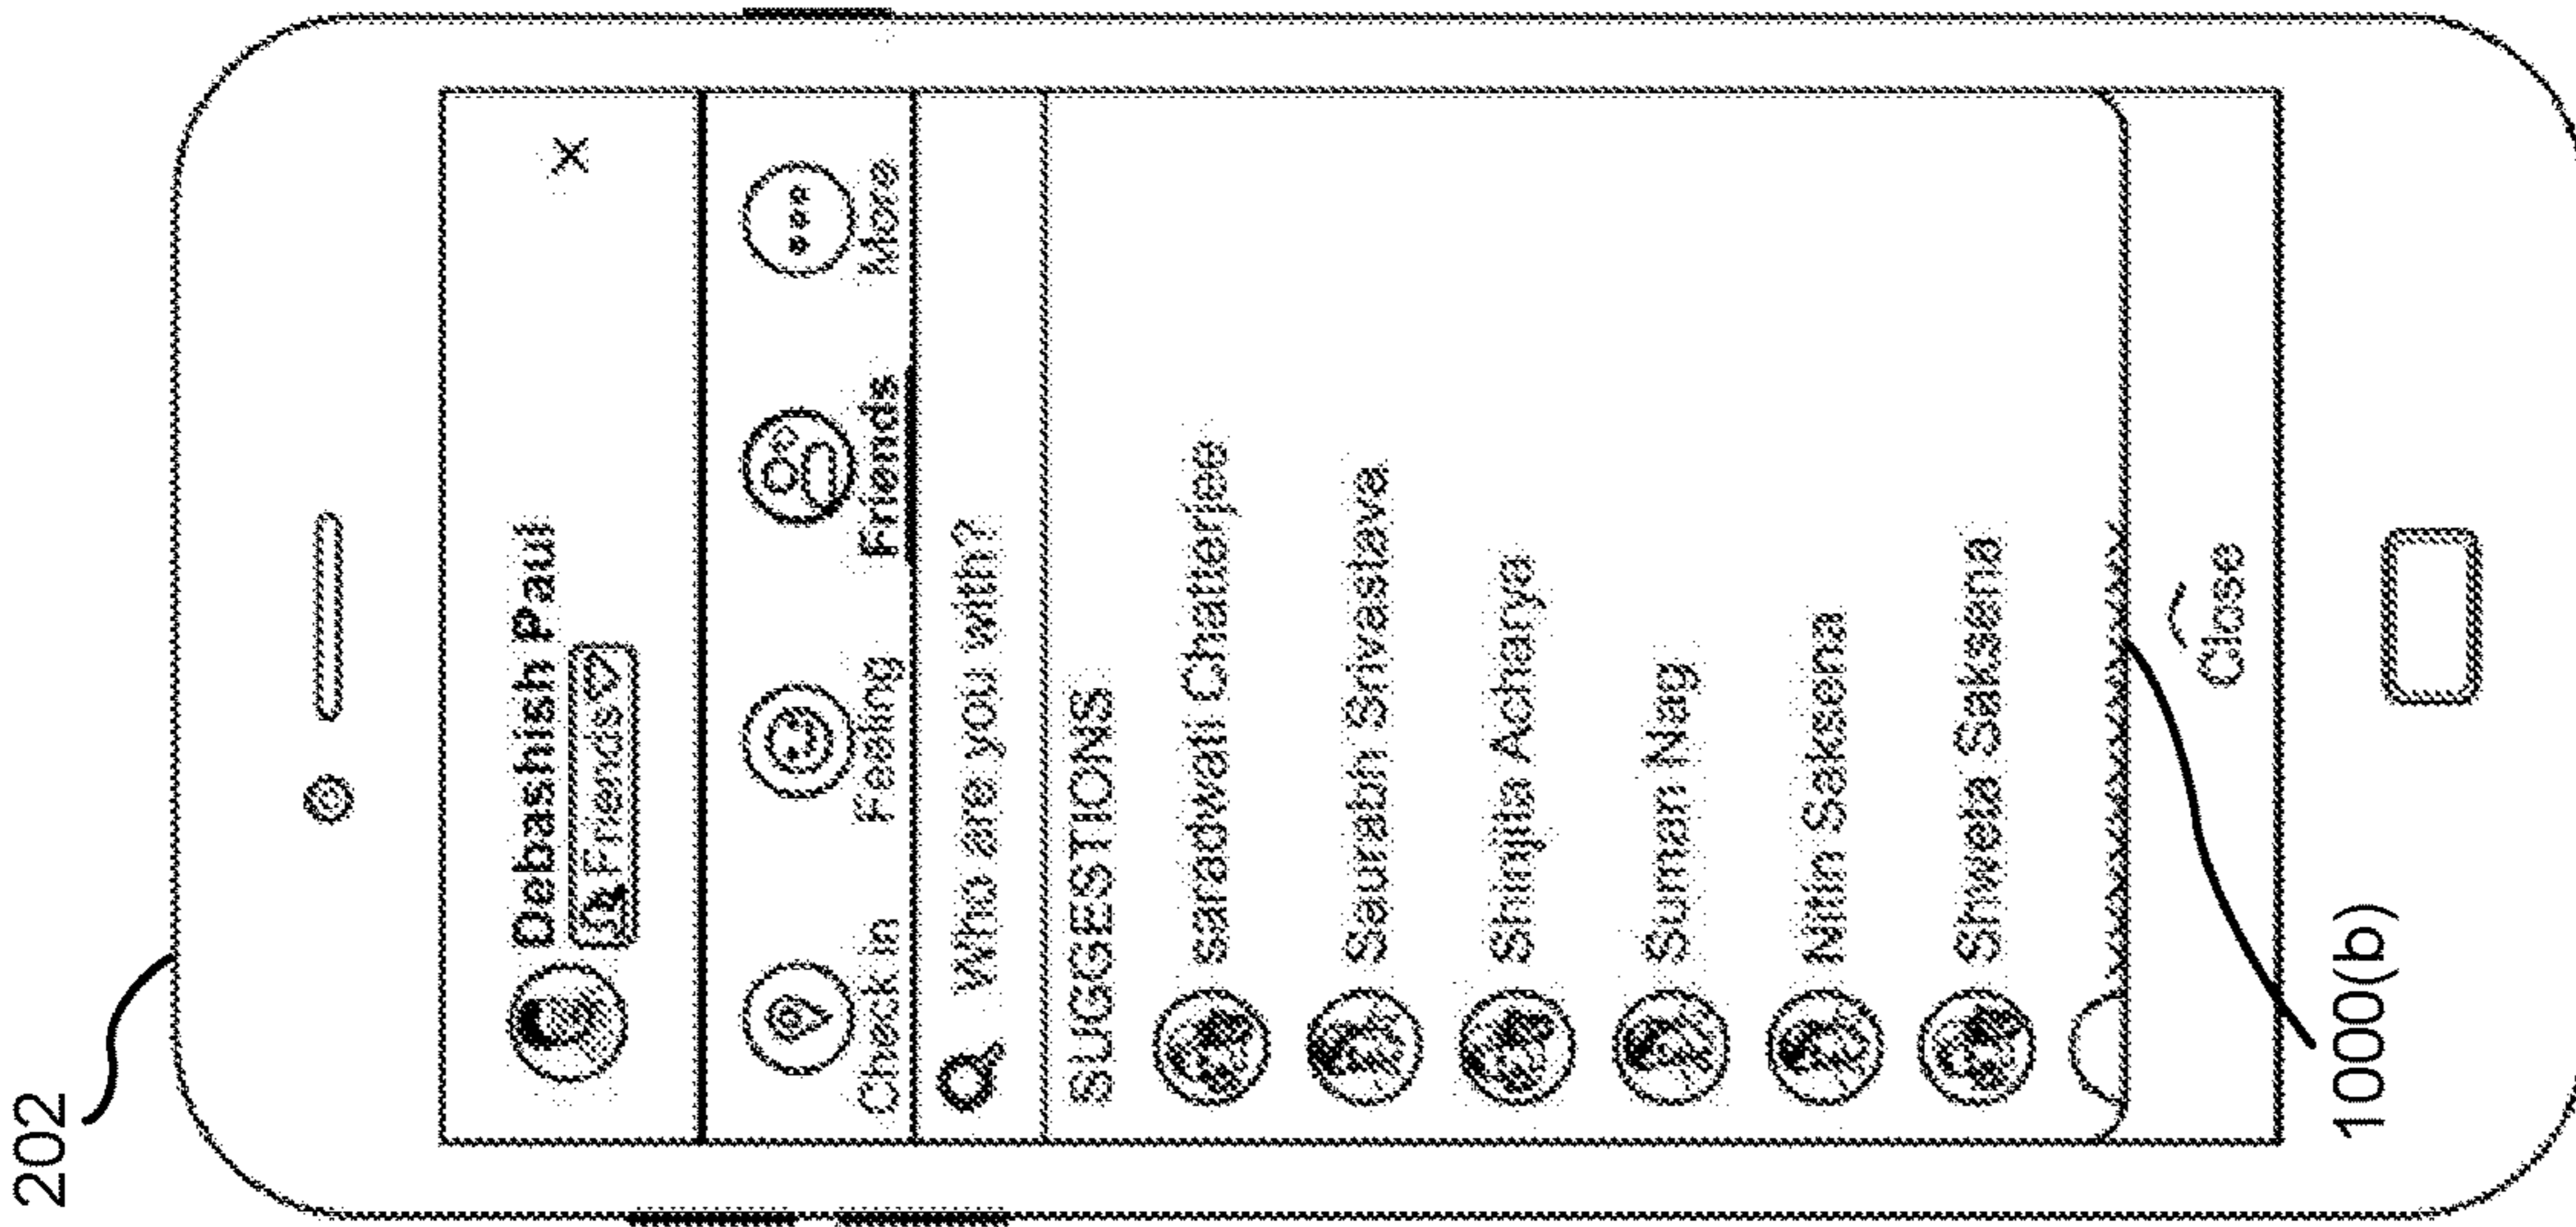 202
Debashish Paul
Friends
×
Check in
Feeling
Friends
More
Who are you with?
SUGGESTIONS
saradwati Chatterjee
Saurabh Srivastava
Shinjita Acharya
Suman Nag
Nitin Saksena
Shweta Saksena
Close
1000(b)